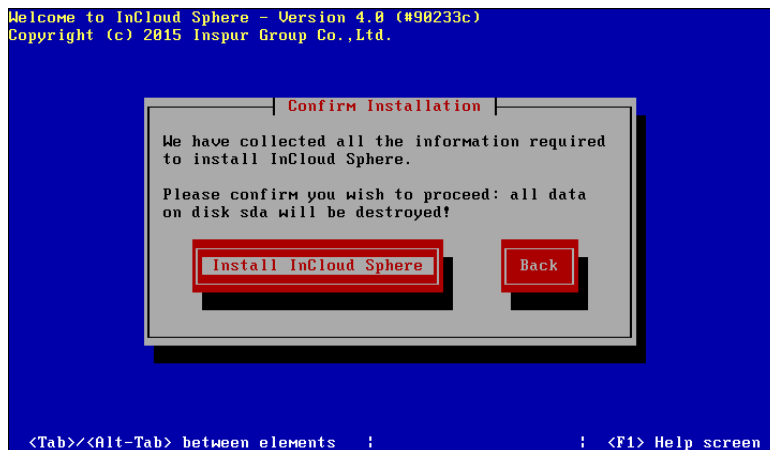 Welcome to InCloud Sphere - Version 4.0 (#90233c)
Copyright (c) 2015 Inspur Group Co.,Ltd.
Confirm Installation
We have collected all the information required
to install InCloud Sphere.
Please confirm you wish to proceed: all data
on disk sda will be destroyed!
Install InCloud Sphere   Back
<Tab>/<Alt-Tab> between elements   ¦   ¦ <F1> Help screen